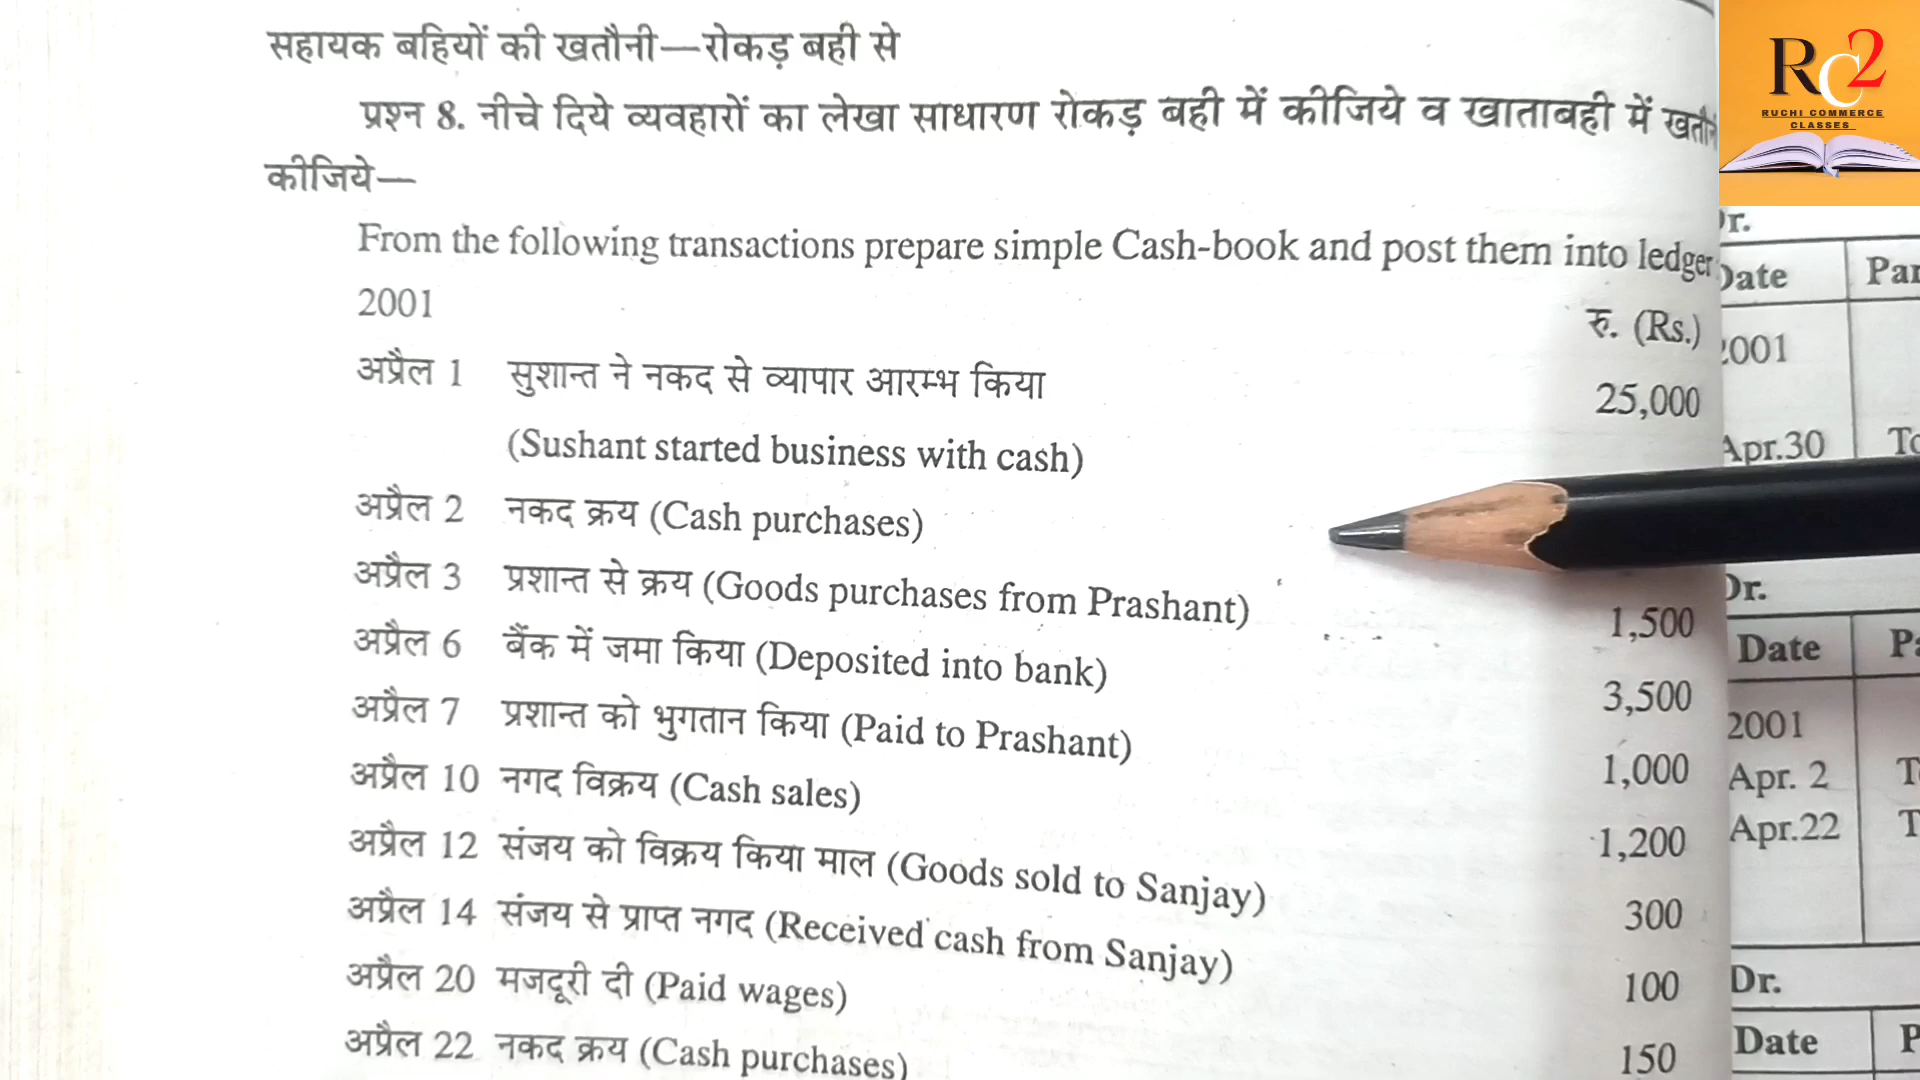 सहायक बहियों की खतौनी—रोकड़ बही से
प्रश्न 8. नीचे दिये व्यवहारों का लेखा साधारण रोकड़ बही में कीजिये व खाताबही में
कीजिये—
From the following transactions prepare simple Cash-book and post them into ledger
2001
रु. (Rs.)
अप्रैल 1 सुशान्त ने नकद से व्यापार आरम्भ किया
25,000
(Sushant started business with cash)
अप्रैल 2 नकद क्रय (Cash purchases)
अप्रैल 3 प्रशान्त से क्रय (Goods purchases from Prashant)
1,500
अप्रैल 6 बैंक में जमा किया (Deposited into bank)
3,500
अप्रैल 7 प्रशान्त को भुगतान किया (Paid to Prashant)
1,000
अप्रैल 10 नगद विक्रय (Cash sales)
1,200
अप्रैल 12 संजय को विक्रय किया माल (Goods sold to Sanjay)
300
अप्रैल 14 संजय से प्राप्त नगद (Received cash from Sanjay)
100
अप्रैल 20 मजदूरी दी (Paid wages)
150
अप्रैल 22 नकद क्रय (Cash purchases)
RC2
RUCHI COMMERCE
CLASSES
Dr.
Date
2001
Apr.30 To
Dr.
Date
2001
Apr. 2
Apr.22
Dr.
Date